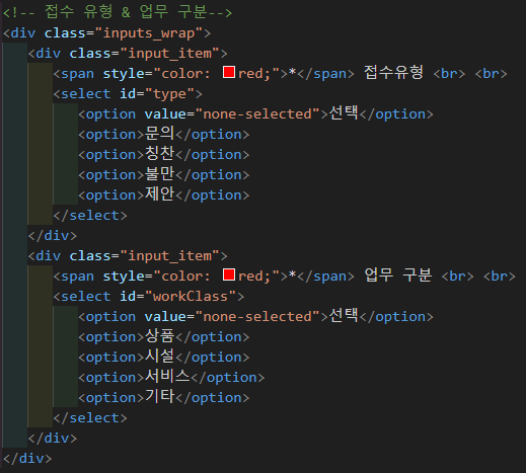 <!-- 접수 유형 & 업무 구분-->
<div class="inputs_wrap">
<div class="input_item">
<span style="color: red;">*</span> 접수유형 <br> <br>
<select id="type">
<option value="none-selected">선택</option>
<option>문의</option>
<option>칭찬</option>
<option>불만</option>
<option>제안</option>
</select>
</div>
<div class="input_item">
<span style="color: red;">*</span> 업무 구분 <br> <br>
<select id="workClass">
<option value="none-selected">선택</option>
<option>상품</option>
<option>시설</option>
<option>서비스</option>
<option>기타</option>
</select>
</div>
</div>